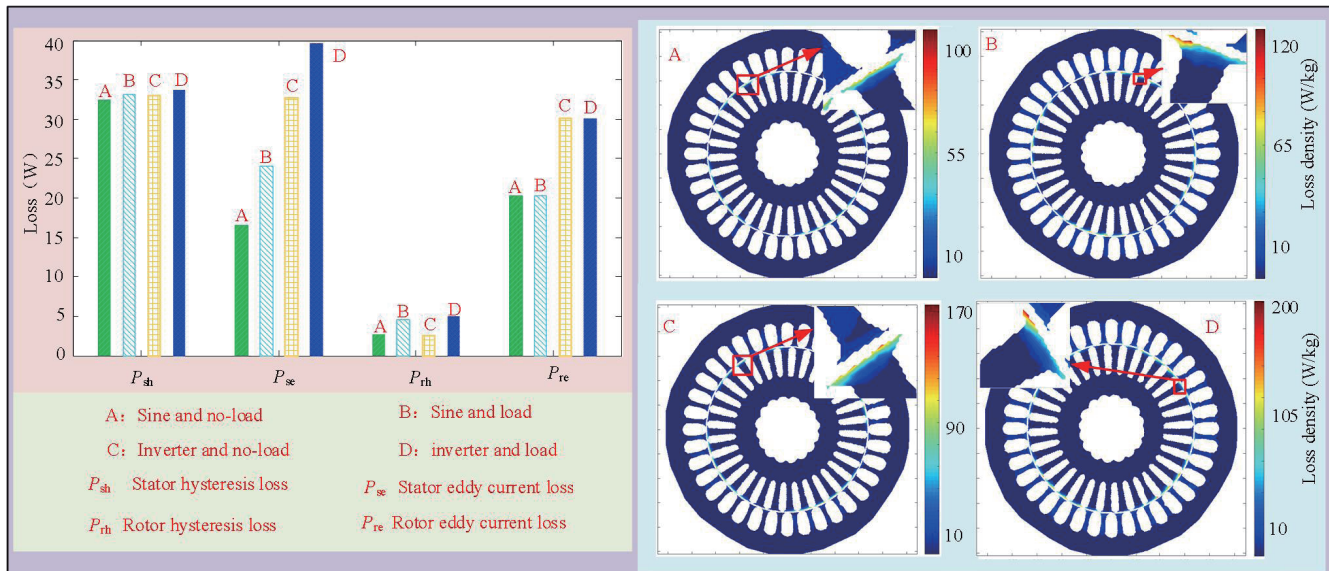 40
35
30
25
20
15
10
5
0
Loss (W)
A
B
C
D
A
B
C
D
A
B
C
D
A
B
C
D
Psh
Pse
Prh
Pre
A: Sine and no-load
B: Sine and load
C: Inverter and no-load
D: inverter and load
Psh Stator hysteresis loss
Pse Stator eddy current loss
Prh Rotor hysteresis loss
Pre Rotor eddy current loss
A
100
55
10
B
120
65
10
Loss density (W/kg)
C
170
90
10
D
200
105
10
Loss density (W/kg)